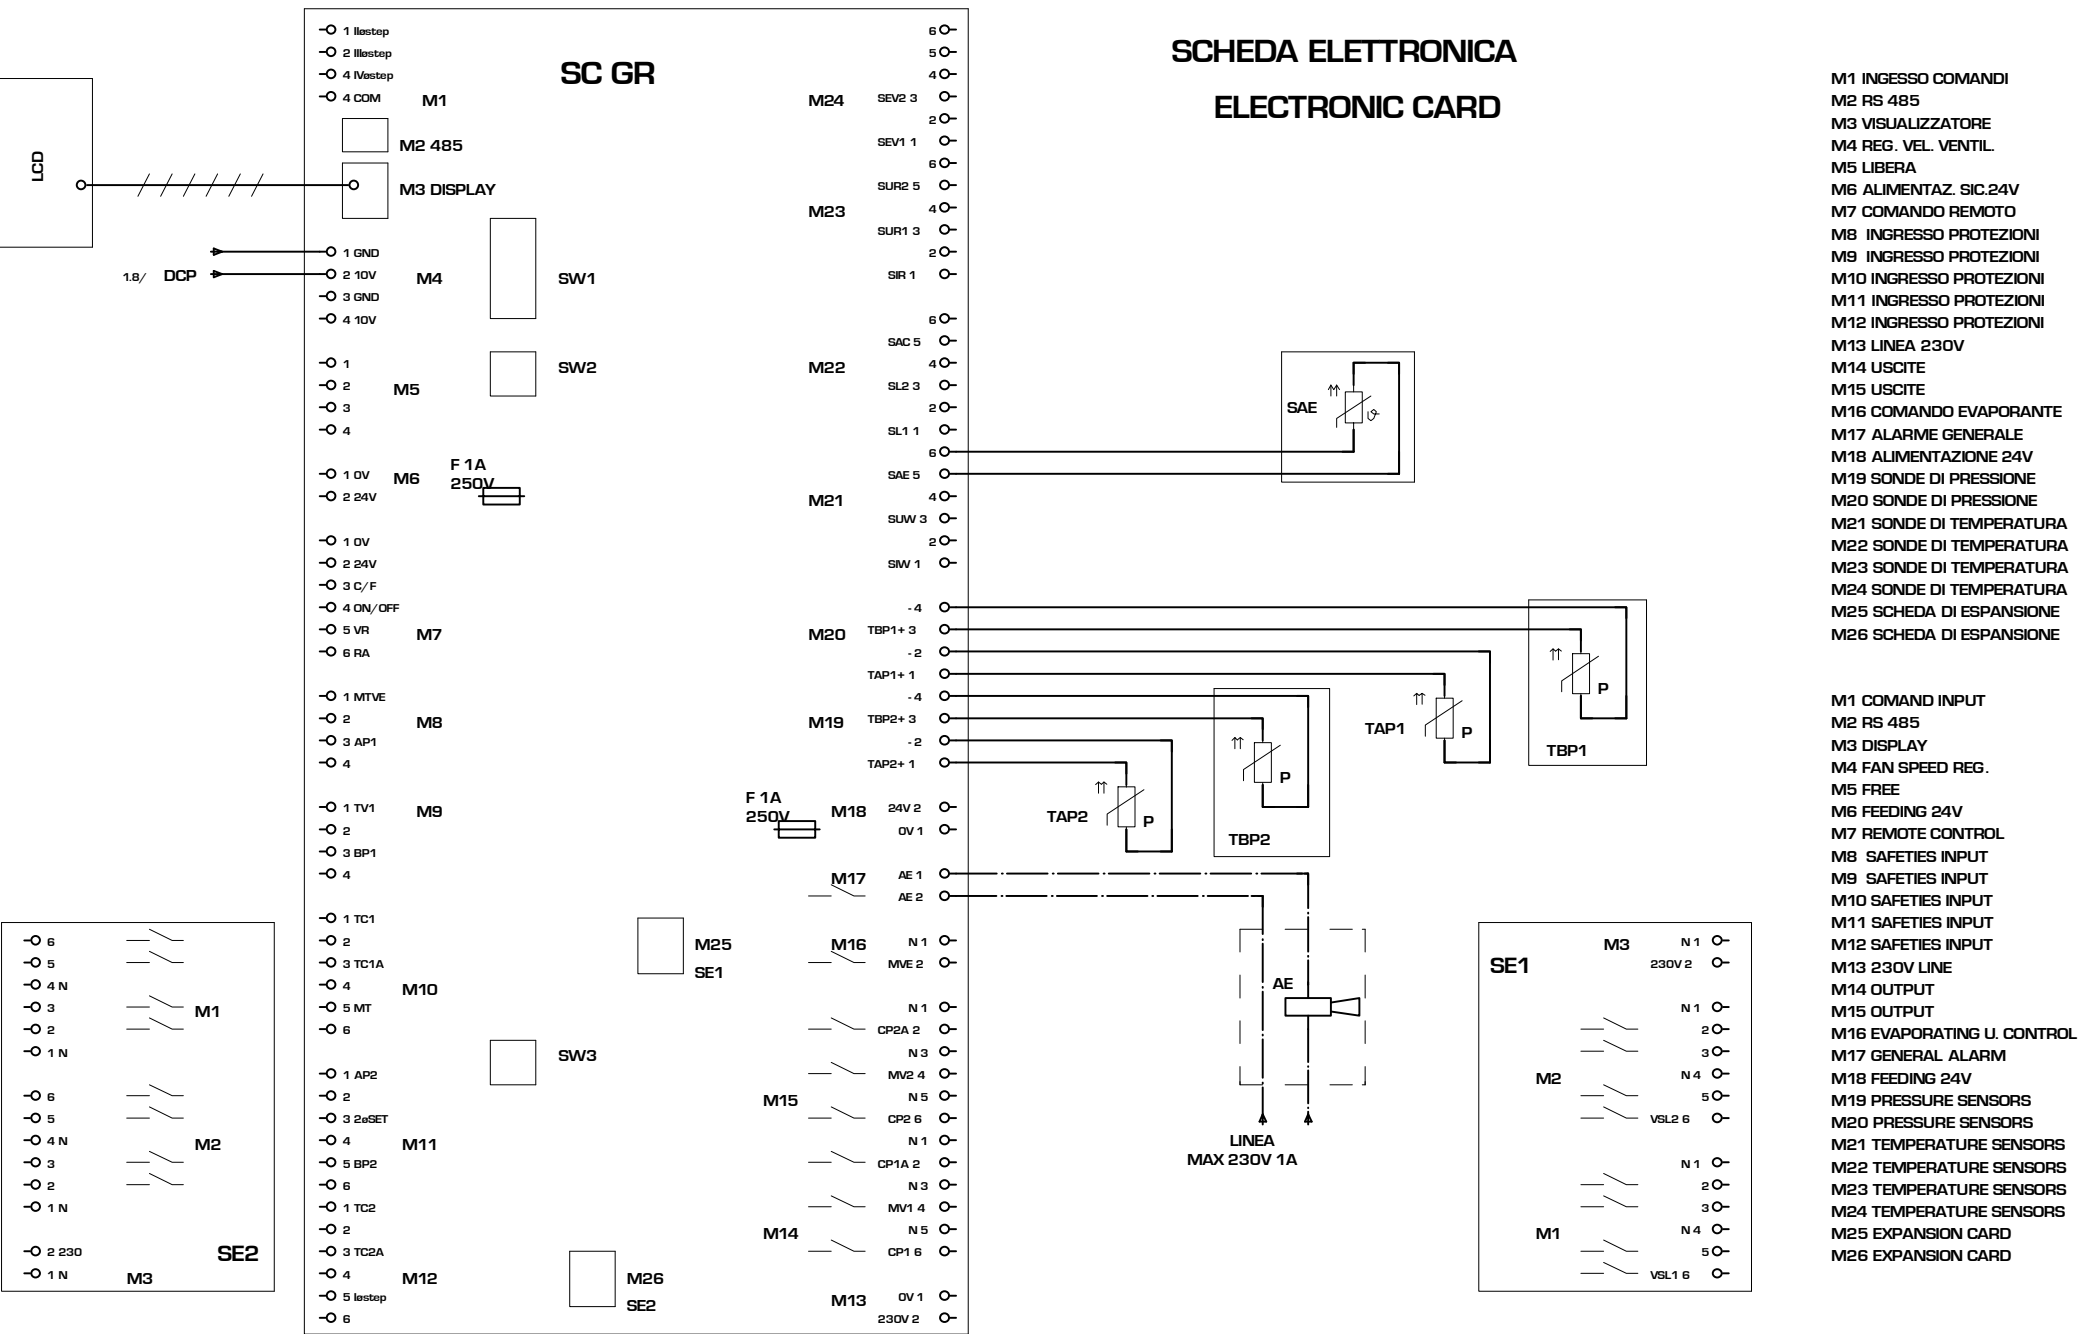 SCHEDA ELETTRONICA
ELECTRONIC CARD
SC GR
LCD
1.8/ DCP
1 IIøstep
2 IIIøstep
4 IVøstep
4 COM
M1
M2 485
M3 DISPLAY
1 GND
2 10V
3 GND
4 10V
M4
SW1
1
2
3
4
M5
SW2
1 0V
2 24V
M6
F 1A
250V
1 0V
2 24V
3 C/F
4 ON/OFF
5 VR
6 RA
M7
1 MTVE
2
3 AP1
4
M8
1 TV1
2
3 BP1
4
M9
1 TC1
2
3 TC1A
4
5 MT
6
M10
1 AP2
2
3 2øSET
4
5 BP2
6
M11
1 TC2
2
3 TC2A
4
5 Iøstep
6
M12
M25
SE1
SW3
M26
SE2
6
5
4
SEV2 3
2
SEV1 1
M24
6
SUR2 5
4
SUR1 3
2
SIR 1
M23
6
SAC 5
4
SL2 3
2
SL1 1
M22
6
SAE 5
4
SUW 3
2
SIW 1
M21
- 4
TBP1+ 3
- 2
TAP1+ 1
M20
- 4
TBP2+ 3
- 2
TAP2+ 1
M19
F 1A
250V
M18
24V 2
0V 1
M17
AE 1
AE 2
M16
N 1
MVE 2
N 1
CP2A 2
N 3
MV2 4
N 5
CP2 6
M15
N 1
CP1A 2
N 3
MV1 4
N 5
CP1 6
M14
M13
0V 1
230V 2
SAE
TBP1
P
TAP1
P
TBP2
P
TAP2
P
AE
LINEA
MAX 230V 1A
6
5
4 N
3
2
1 N
M1
6
5
4 N
3
2
1 N
M2
2 230
1 N
M3
SE2
SE1
M3
N 1
230V 2
N 1
2
3
N 4
5
VSL2 6
M2
N 1
2
3
N 4
5
VSL1 6
M1
M1 INGESSO COMANDI
M2 RS 485
M3 VISUALIZZATORE
M4 REG. VEL. VENTIL.
M5 LIBERA
M6 ALIMENTAZ. SIC.24V
M7 COMANDO REMOTO
M8 INGRESSO PROTEZIONI
M9 INGRESSO PROTEZIONI
M10 INGRESSO PROTEZIONI
M11 INGRESSO PROTEZIONI
M12 INGRESSO PROTEZIONI
M13 LINEA 230V
M14 USCITE
M15 USCITE
M16 COMANDO EVAPORANTE
M17 ALARME GENERALE
M18 ALIMENTAZIONE 24V
M19 SONDE DI PRESSIONE
M20 SONDE DI PRESSIONE
M21 SONDE DI TEMPERATURA
M22 SONDE DI TEMPERATURA
M23 SONDE DI TEMPERATURA
M24 SONDE DI TEMPERATURA
M25 SCHEDA DI ESPANSIONE
M26 SCHEDA DI ESPANSIONE
M1 COMAND INPUT
M2 RS 485
M3 DISPLAY
M4 FAN SPEED REG.
M5 FREE
M6 FEEDING 24V
M7 REMOTE CONTROL
M8 SAFETIES INPUT
M9 SAFETIES INPUT
M10 SAFETIES INPUT
M11 SAFETIES INPUT
M12 SAFETIES INPUT
M13 230V LINE
M14 OUTPUT
M15 OUTPUT
M16 EVAPORATING U. CONTROL
M17 GENERAL ALARM
M18 FEEDING 24V
M19 PRESSURE SENSORS
M20 PRESSURE SENSORS
M21 TEMPERATURE SENSORS
M22 TEMPERATURE SENSORS
M23 TEMPERATURE SENSORS
M24 TEMPERATURE SENSORS
M25 EXPANSION CARD
M26 EXPANSION CARD